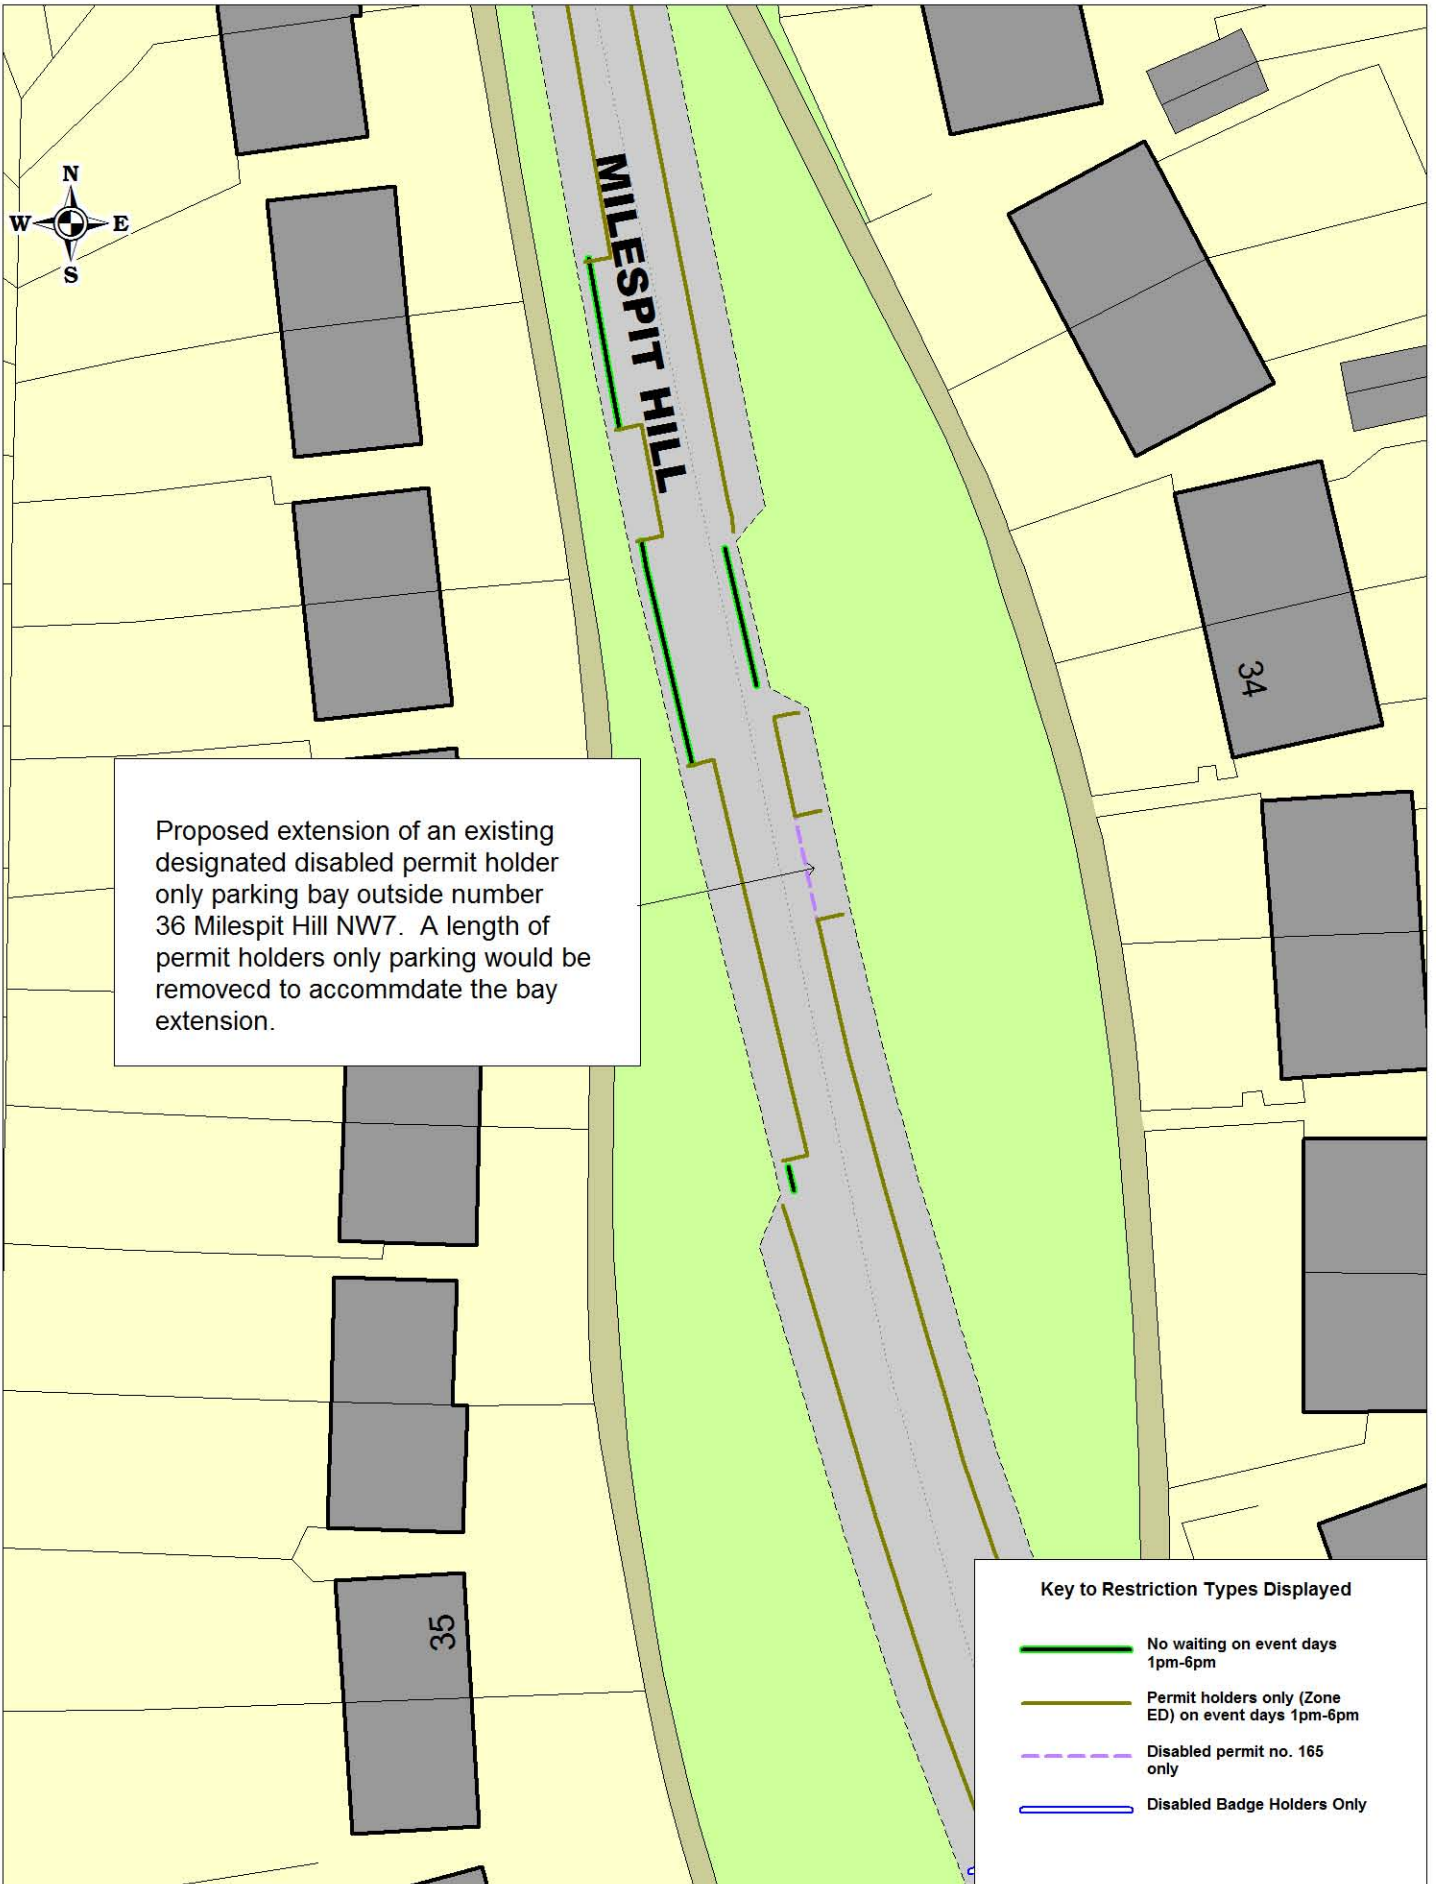 N
W E
S
MILESPIT HILL
34
Proposed extension of an existing
designated disabled permit holder
only parking bay outside number
36 Milespit Hill NW7.  A length of
permit holders only parking would be
removecd to accommdate the bay
extension.
35
Key to Restriction Types Displayed
No waiting on event days
1pm-6pm
Permit holders only (Zone
ED) on event days 1pm-6pm
Disabled permit no. 165
only
Disabled Badge Holders Only